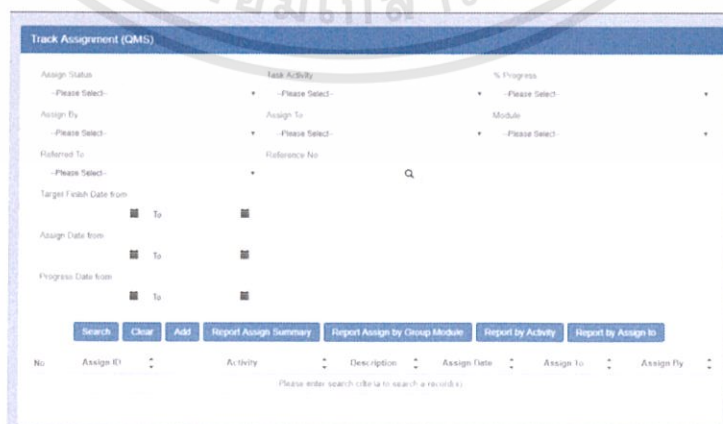 Track Assignment (QMS)
Assign Status Task Activity % Progress
--Please Select-- --Please Select-- --Please Select--
Assign By Assign To Module
--Please Select-- --Please Select-- --Please Select--
Referred To Reference No
--Please Select--
Target Finish Date from
To
Assign Date from
To
Progress Date from
To
Search Clear Add Report Assign Summary Report Assign by Group Module Report by Activity Report by Assign to
No Assign ID Activity Description Assign Date Assign To Assign By
Please enter search criteria to search a record(s)